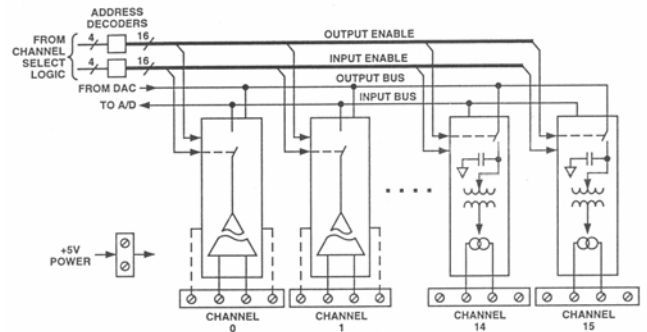 ADDRESS
DECODERS
FROM
CHANNEL
SELECT
LOGIC
4
16
4
16
OUTPUT ENABLE
INPUT ENABLE
OUTPUT BUS
FROM DAC
INPUT BUS
TO A/D
+5V
POWER
CHANNEL
0
CHANNEL
1
CHANNEL
14
CHANNEL
15